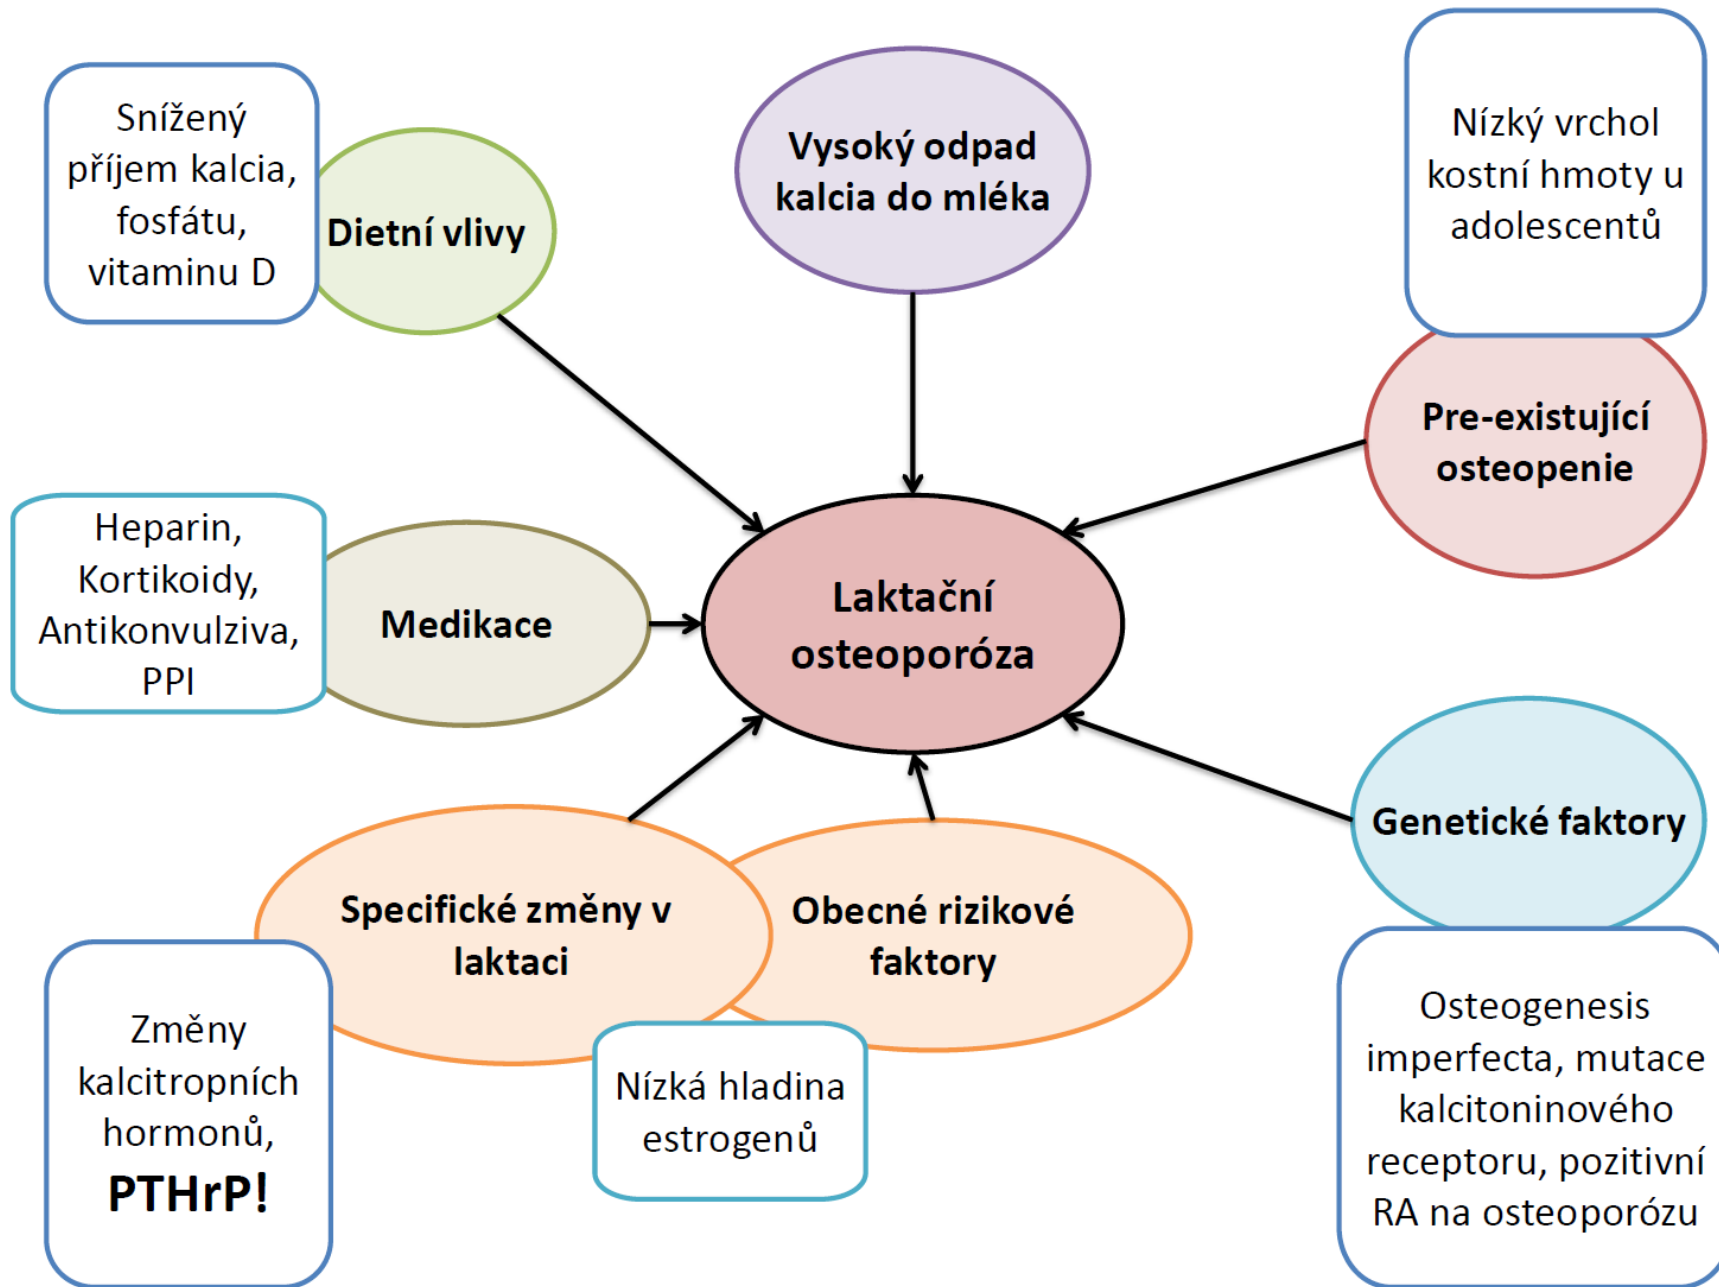 Snížený
příjem kalcia,
fosfátu,
vitaminu D
Dietní vlivy
Vysoký odpad
kalcia do mléka
Nízký vrchol
kostní hmoty u
adolescentů
Pre-existující
osteopenie
Heparin,
Kortikoidy,
Antikonvulziva,
PPI
Medikace
Laktační
osteoporóza
Genetické faktory
Osteogenesis
imperfecta, mutace
kalcitoninového
receptoru, pozitivní
RA na osteoporózu
Specifické změny v
laktaci
Obecné rizikové
faktory
Změny
kalcitropních
hormonů,
PTHrP!
Nízká hladina
estrogenů